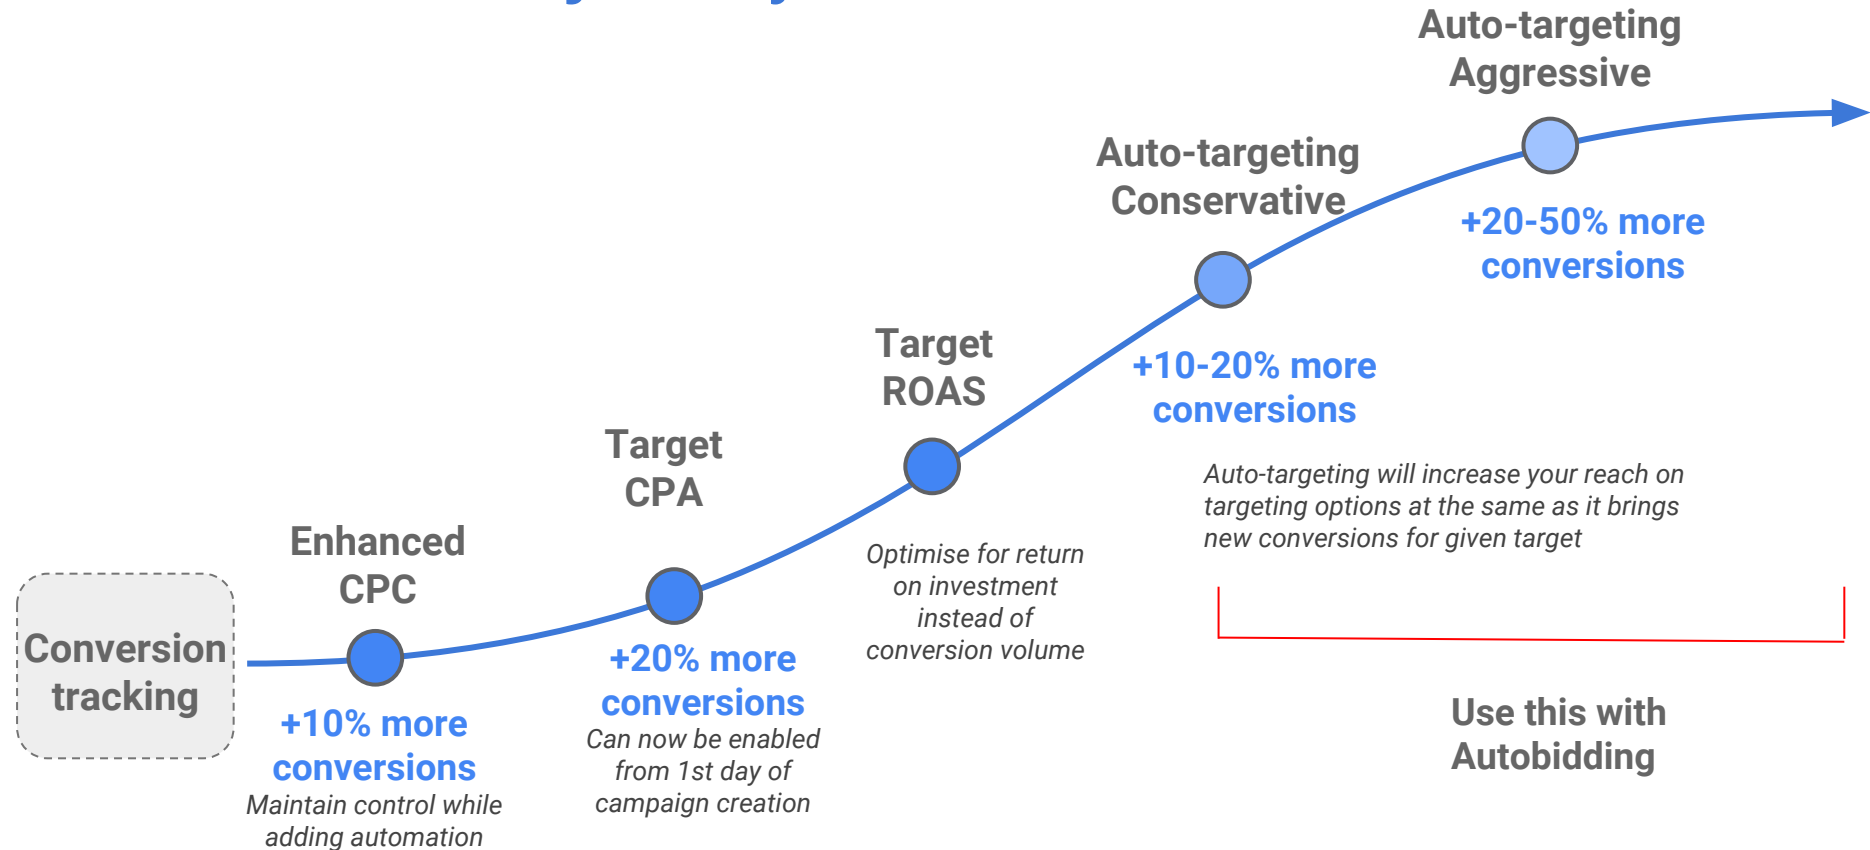 Auto-targeting
Aggressive
Auto-targeting
Conservative
+20-50% more
conversions
Target
ROAS
+10-20% more
conversions
Target
CPA
Auto-targeting will increase your reach on
targeting options at the same as it brings
new conversions for given target
Enhanced
CPC
Optimise for return
on investment
instead of
conversion volume
Conversion
tracking
+20% more
conversions
Can now be enabled
from 1st day of
campaign creation
+10% more
conversions
Maintain control while
adding automation
Use this with
Autobidding